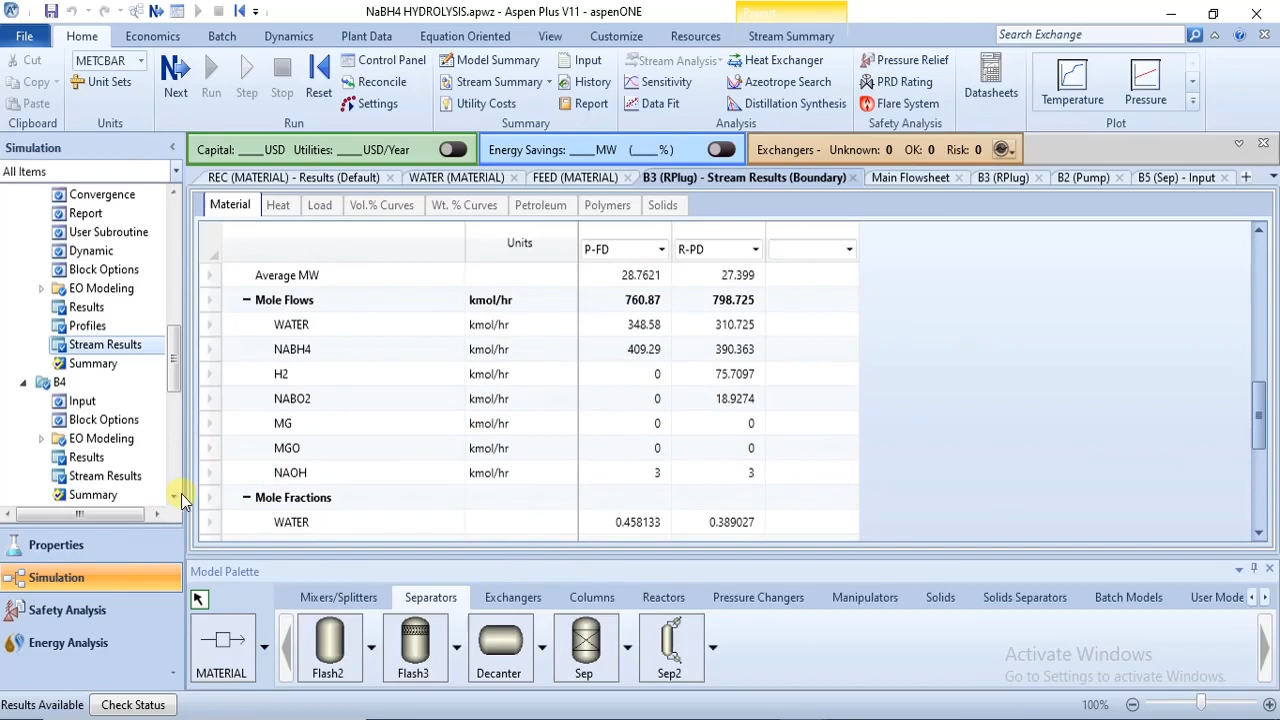 NaBH4 HYDROLYSIS.apwz - Aspen Plus V11 - aspenONE
File Home Economics Batch Dynamics Plant Data Equation Oriented View Customize Resources Stream Summary Search Exchange
Cut METCBAR Control Panel Model Summary Input Stream Analysis Heat Exchanger Pressure Relief
Copy Unit Sets Reconcile Stream Summary History Sensitivity Azeotrope Search PRD Rating
Paste Next Run Step Stop Reset Settings Utility Costs Report Data Fit Distillation Synthesis Flare System Datasheets Temperature Pressure
Clipboard Units Run Summary Analysis Safety Analysis Plot
Simulation Capital: ____USD Utilities: ____USD/Year Energy Savings: ____MW (____%) Exchangers - Unknown: 0 OK: 0 Risk: 0
All Items REC (MATERIAL) - Results (Default) WATER (MATERIAL) FEED (MATERIAL) B3 (RPlug) - Stream Results (Boundary) Main Flowsheet B3 (RPlug) B2 (Pump) B5 (Sep) - Input
Convergence
Report
User Subroutine
Dynamic
Block Options
EO Modeling
Results
Profiles
Stream Results
Summary
B4
Input
Block Options
EO Modeling
Results
Stream Results
Summary
Properties
Simulation
Safety Analysis
Energy Analysis
Material Heat Load Vol.% Curves Wt. % Curves Petroleum Polymers Solids
Units P-FD R-PD
Average MW 28.7621 27.399
Mole Flows kmol/hr 760.87 798.725
WATER kmol/hr 348.58 310.725
NABH4 kmol/hr 409.29 390.363
H2 kmol/hr 0 75.7097
NABO2 kmol/hr 0 18.9274
MG kmol/hr 0 0
MGO kmol/hr 0 0
NAOH kmol/hr 3 3
Mole Fractions
WATER 0.458133 0.389027
Model Palette
Mixers/Splitters Separators Exchangers Columns Reactors Pressure Changers Manipulators Solids Solids Separators Batch Models User Mode
MATERIAL Flash2 Flash3 Decanter Sep Sep2
Activate Windows
Go to Settings to activate Windows.
Results Available Check Status 100%